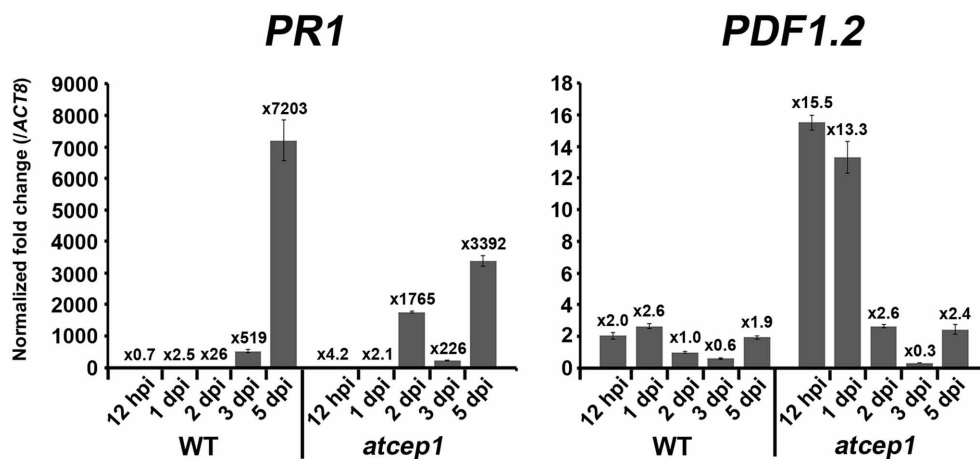 PR1
Normalized fold change (/ACT8)
9000
8000
7000
6000
5000
4000
3000
2000
1000
0
x0.7
x2.5
x26
x519
x7203
x4.2
x2.1
x1765
x226
x3392
12 hpi
1 dpi
2 dpi
3 dpi
5 dpi
12 hpi
1 dpi
2 dpi
3 dpi
5 dpi
WT
atcep1
PDF1.2
18
16
14
12
10
8
6
4
2
0
x2.0
x2.6
x1.0
x0.6
x1.9
x15.5
x13.3
x2.6
x0.3
x2.4
12 hpi
1 dpi
2 dpi
3 dpi
5 dpi
12 hpi
1 dpi
2 dpi
3 dpi
5 dpi
WT
atcep1